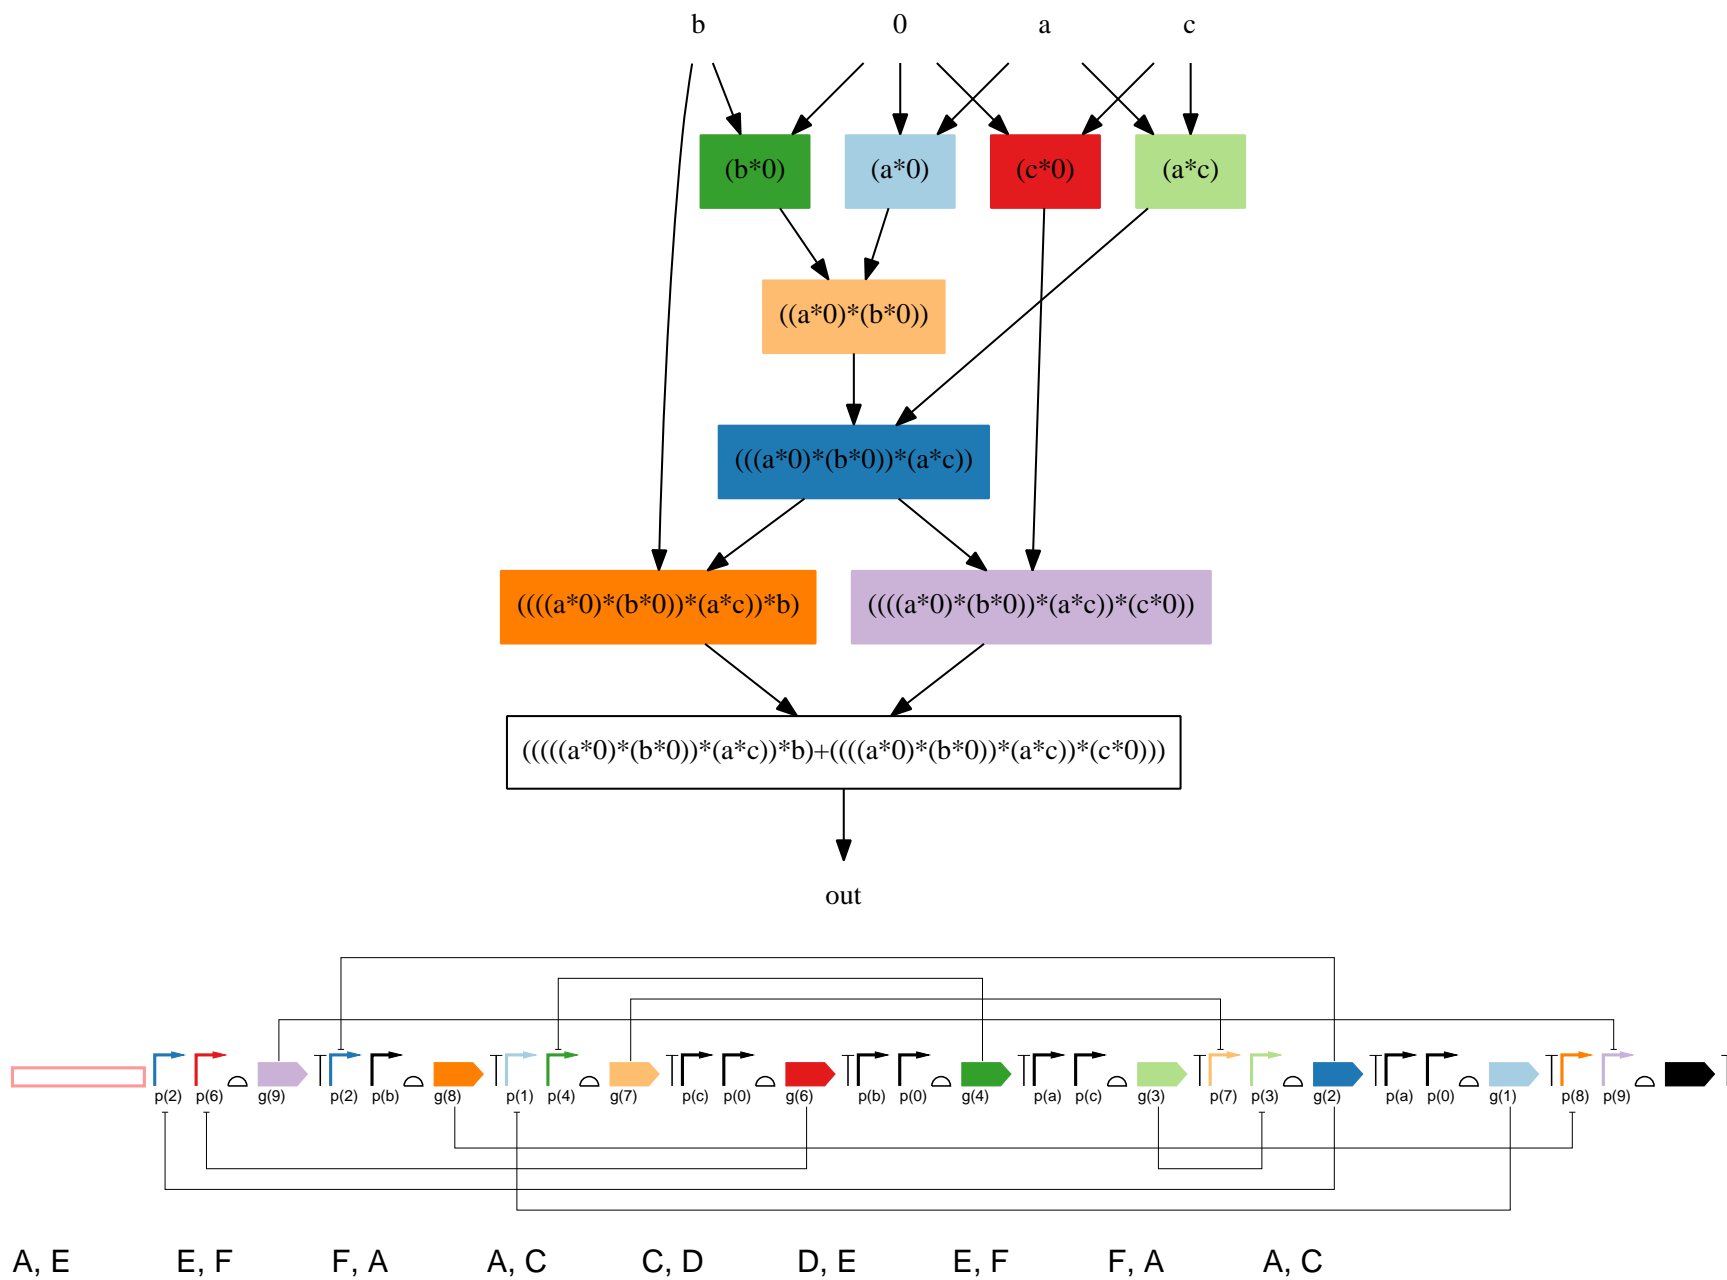 b 0 a c
(b*0) (a*0) (c*0) (a*c)
((a*0)*(b*0))
(((a*0)*(b*0))*(a*c))
((((a*0)*(b*0))*(a*c))*b) ((((a*0)*(b*0))*(a*c))*(c*0))
(((((a*0)*(b*0))*(a*c))*b)+((((a*0)*(b*0))*(a*c))*(c*0)))
out
p(2) p(6) g(9) p(2) p(b) g(8) p(1) p(4) g(7) p(c) p(0) g(6) p(b) p(0) g(4) p(a) p(c) g(3) p(7) p(3) g(2) p(a) p(0) g(1) p(8) p(9)
A, E E, F F, A A, C C, D D, E E, F F, A A, C